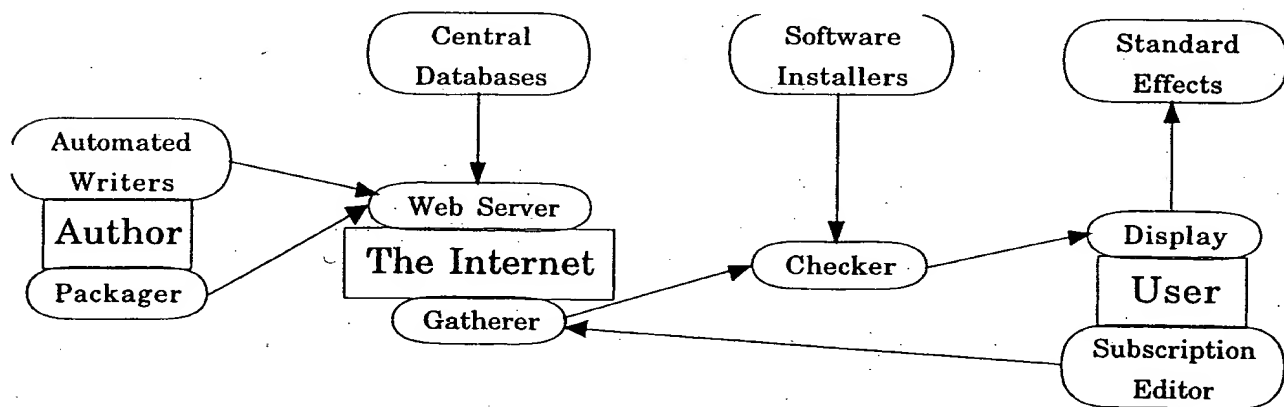 Central
Databases
Software
Installers
Standard
Effects
Automated
Writers
Author
Packager
Web Server
The Internet
Gatherer
Checker
Display
User
Subscription
Editor